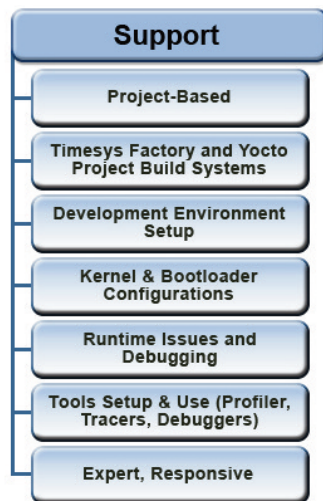 Support
Project-Based
Timesys Factory and Yocto
Project Build Systems
Development Environment
Setup
Kernel & Bootloader
Configurations
Runtime Issues and
Debugging
Tools Setup & Use (Profiler,
Tracers, Debuggers)
Expert, Responsive